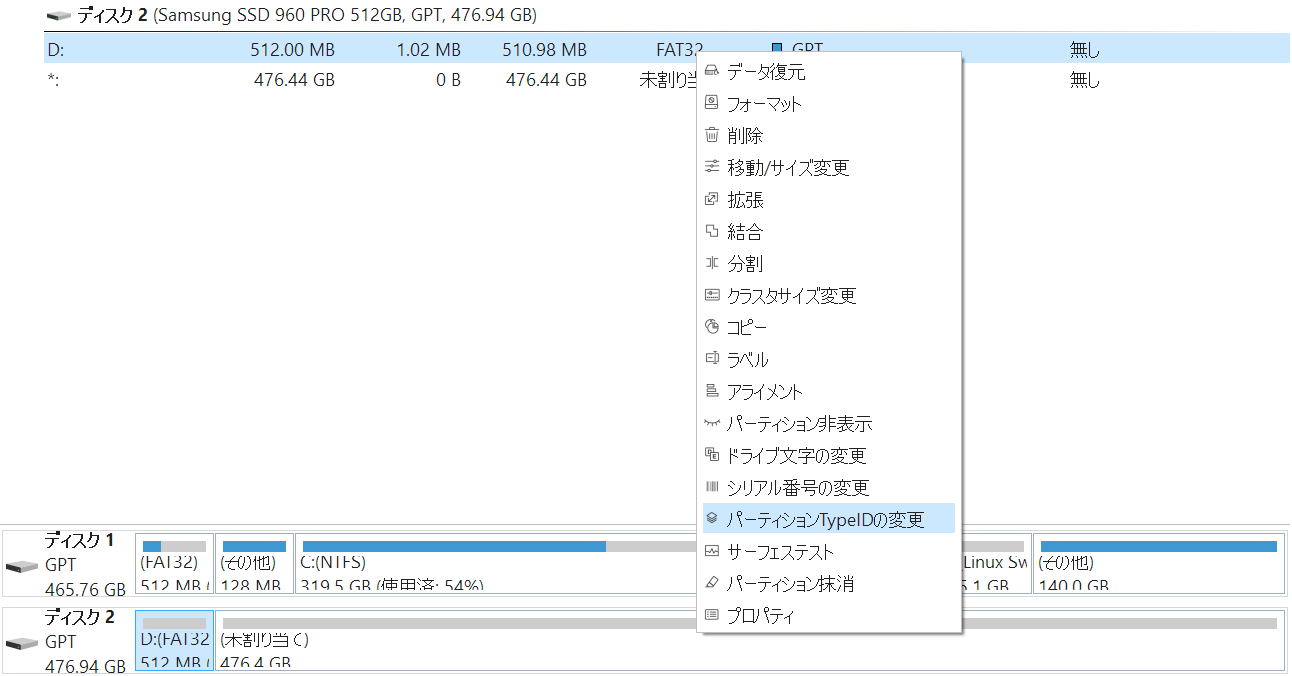 ディスク 2 (Samsung SSD 960 PRO 512GB, GPT, 476.94 GB)
D: 512.00 MB 1.02 MB 510.98 MB FAT32 GPT 無し
*: 476.44 GB 0 B 476.44 GB 未割り当 無し
データ復元
フォーマット
削除
移動/サイズ変更
拡張
結合
分割
クラスタサイズ変更
コピー
ラベル
アライメント
パーティション非表示
ドライブ文字の変更
シリアル番号の変更
パーティションTypeIDの変更
サーフェステスト
パーティション抹消
プロパティ
ディスク 1
GPT
465.76 GB
(FAT32)
512 MB (
(その他)
128 MB
C:(NTFS)
319.5 GB (使用済: 54%)
Linux Sw
5.1 GB
(その他)
140.0 GB
ディスク 2
GPT
476.94 GB
D:(FAT32
512 MB (
(未割り当て)
476.4 GB